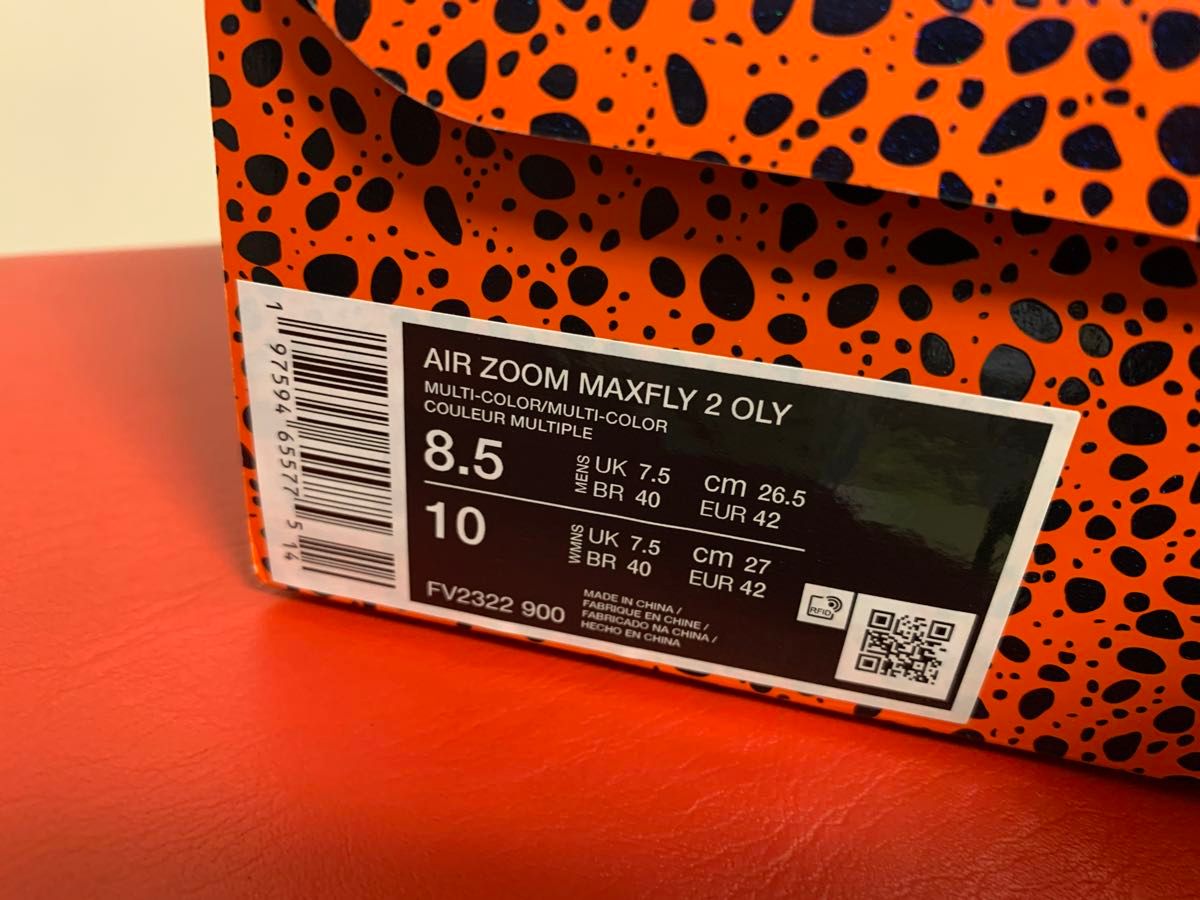 1 97594 65577 5 14
AIR ZOOM MAXFLY 2 OLY
MULTI-COLOR/MULTI-COLOR
COULEUR MULTIPLE
8.5
MENS
UK 7.5 cm 26.5
BR 40 EUR 42
10
WMNS
UK 7.5 cm 27
BR 40 EUR 42
FV2322 900
MADE IN CHINA /
FABRIQUE EN CHINE /
FABRICADO NA CHINA /
HECHO EN CHINA
RFID